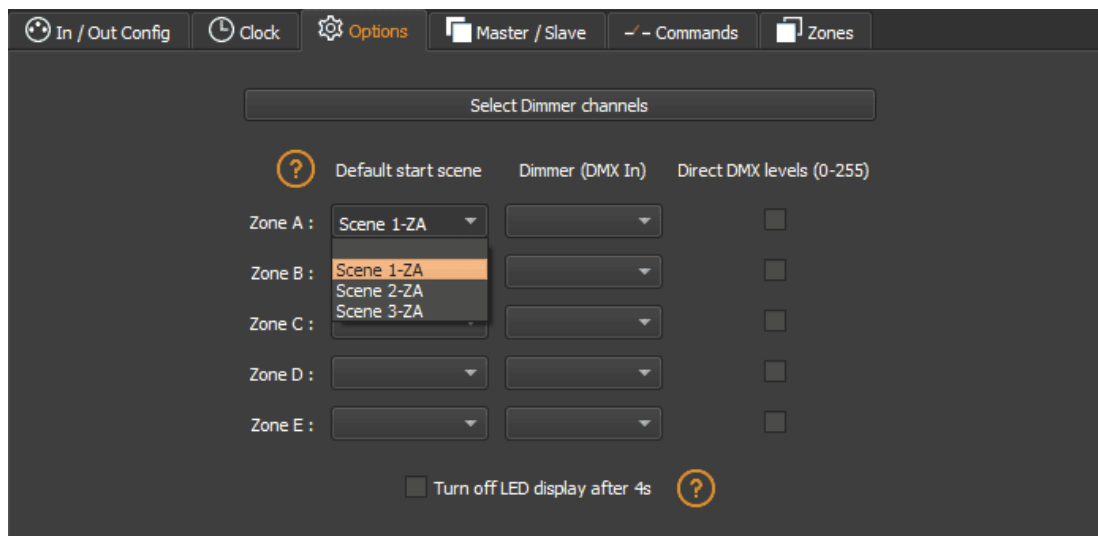 In / Out Config Clock Options Master / Slave Commands Zones
Select Dimmer channels
? Default start scene Dimmer (DMX In) Direct DMX levels (0-255)
Zone A : Scene 1-ZA
Zone B : Scene 1-ZA
Scene 2-ZA
Scene 3-ZA
Zone C :
Zone D :
Zone E :
Turn off LED display after 4s ?